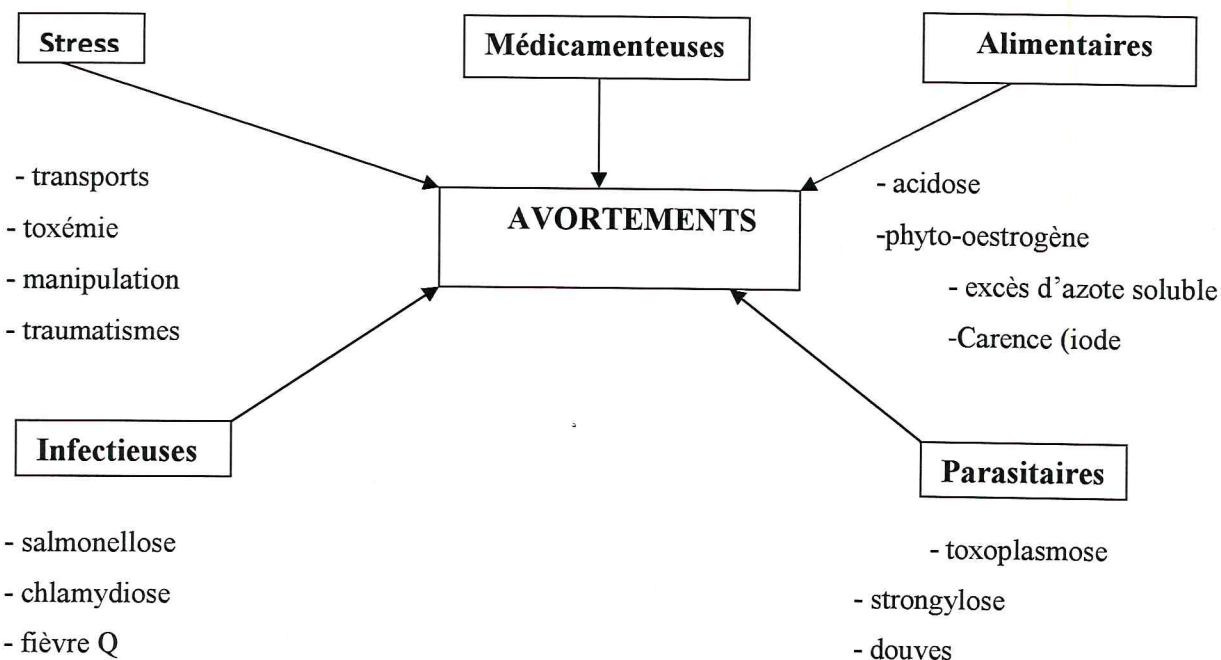 Stress
Médicamenteuses
Alimentaires
- transports
- toxémie
- manipulation
- traumatismes
AVORTEMENTS
- acidose
-phyto-oestrogène
- excès d'azote soluble
-Carence (iode
Infectieuses
- salmonellose
- chlamydiose
- fièvre Q
Parasitaires
- toxoplasmose
- strongylose
- douves